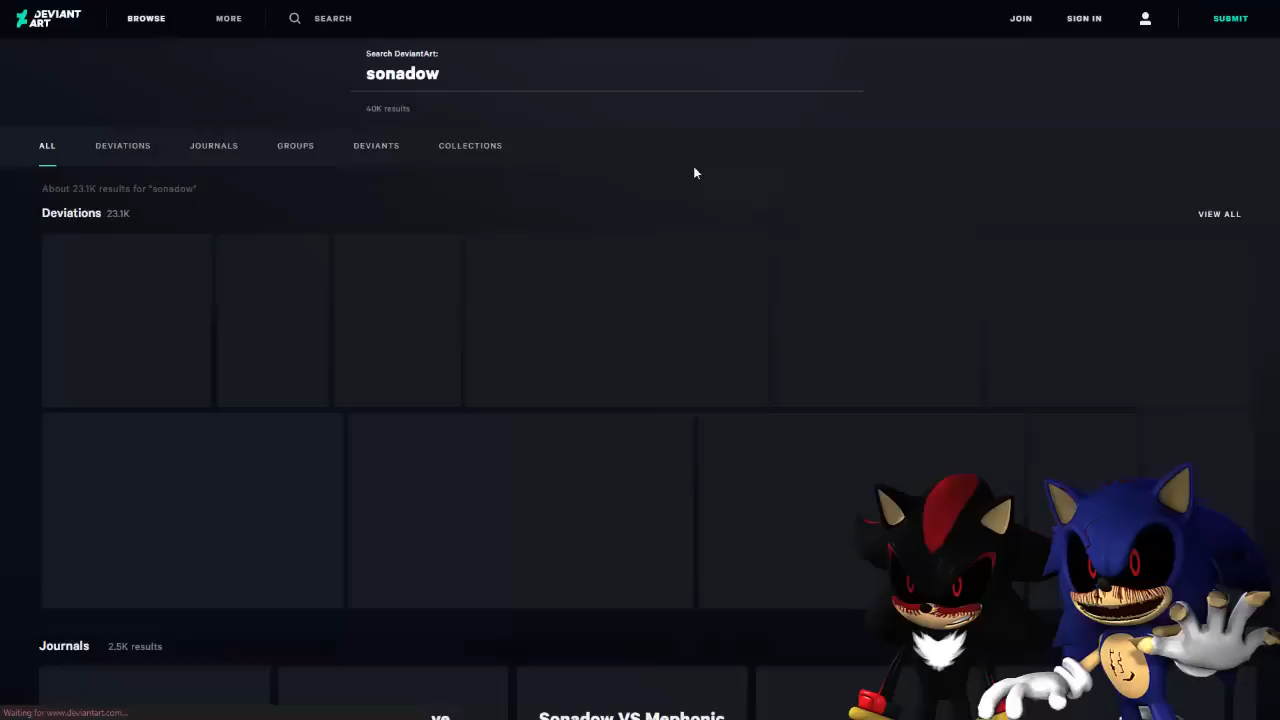 DEVIANT ART
BROWSE
MORE
SEARCH
JOIN
SIGN IN
SUBMIT
Search DeviantArt:
sonadow
40K results
ALL
DEVIATIONS
JOURNALS
GROUPS
DEVIANTS
COLLECTIONS
About 23.1K results for "sonadow"
Deviations 23.1K
VIEW ALL
Journals 2.5K results
Sonadow VS Mephonic
Waiting for www.deviantart.com...